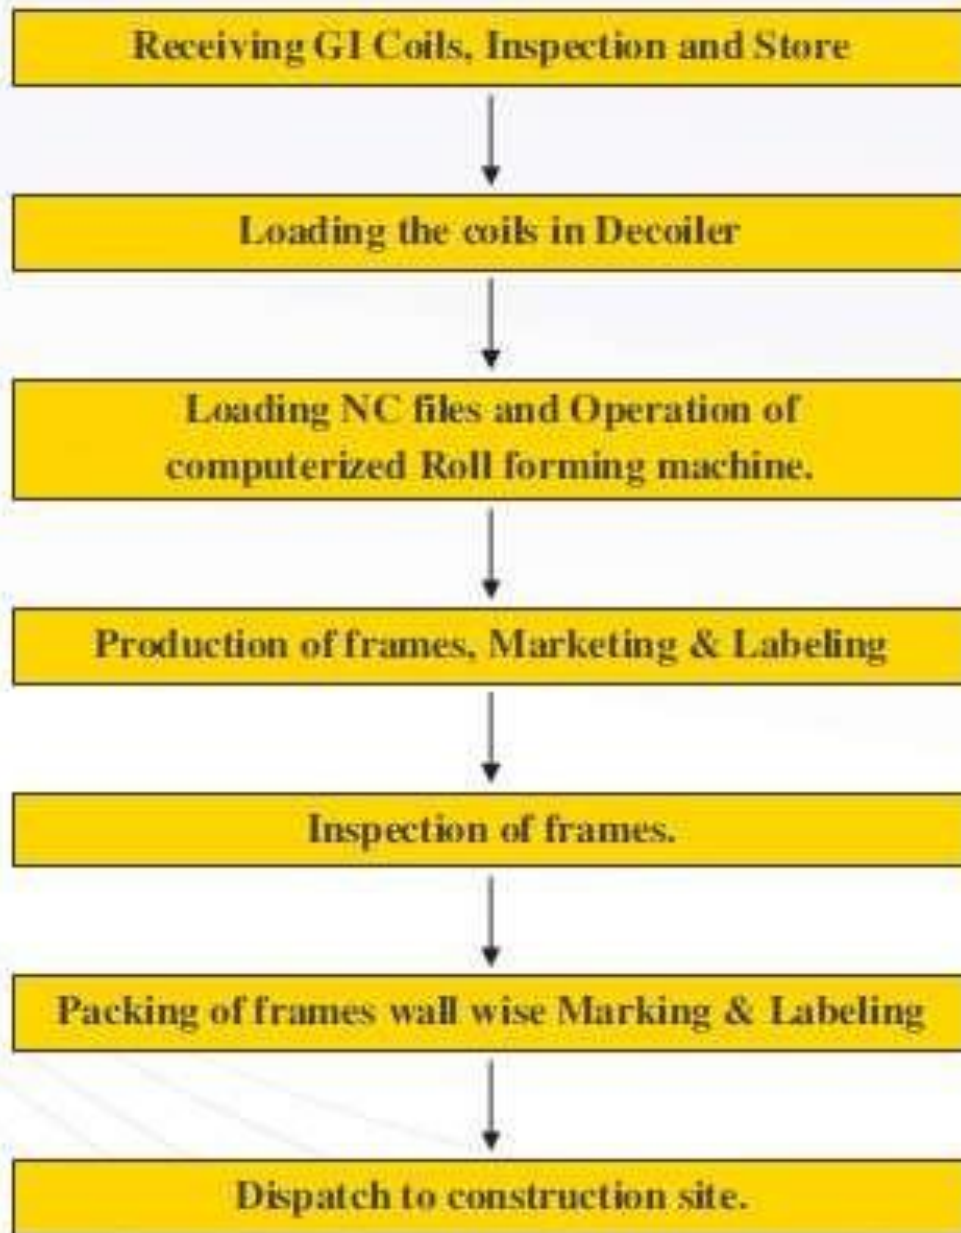 Receiving GI Coils, Inspection and Store
Loading the coils in Decoiler
Loading NC files and Operation of
computerized Roll forming machine.
Production of frames, Marketing & Labeling
Inspection of frames.
Packing of frames wall wise Marking & Labeling
Dispatch to construction site.